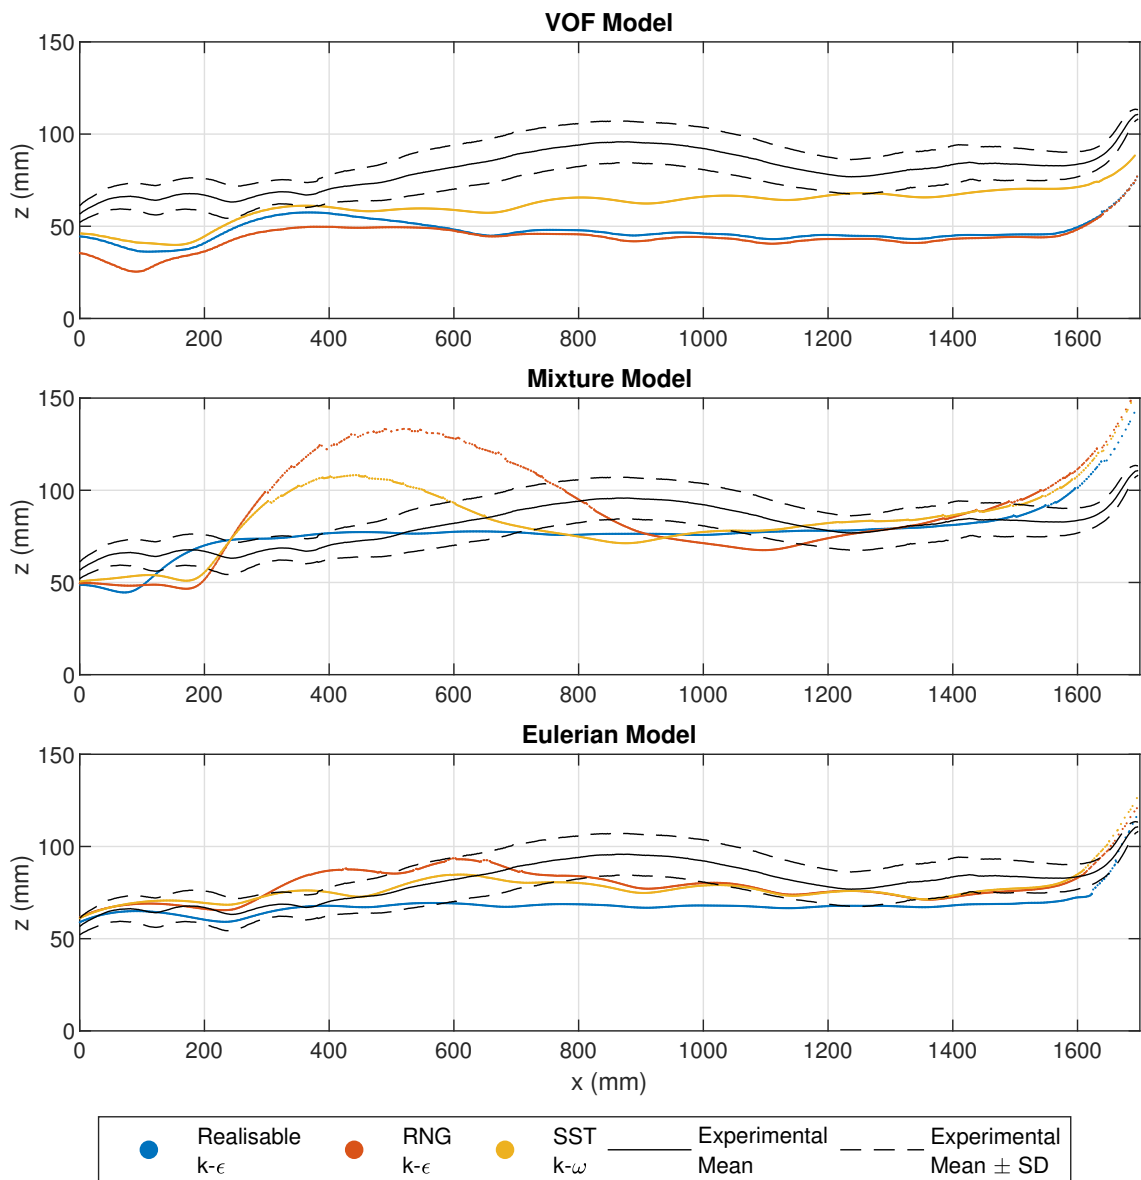 VOF Model
150
100
50
0
z (mm)
0 200 400 600 800 1000 1200 1400 1600
Mixture Model
150
100
50
0
z (mm)
0 200 400 600 800 1000 1200 1400 1600
Eulerian Model
150
100
50
0
z (mm)
0 200 400 600 800 1000 1200 1400 1600
x (mm)
Realisable RNG SST Experimental Experimental
k-ϵ k-ϵ k-ω Mean Mean ± SD